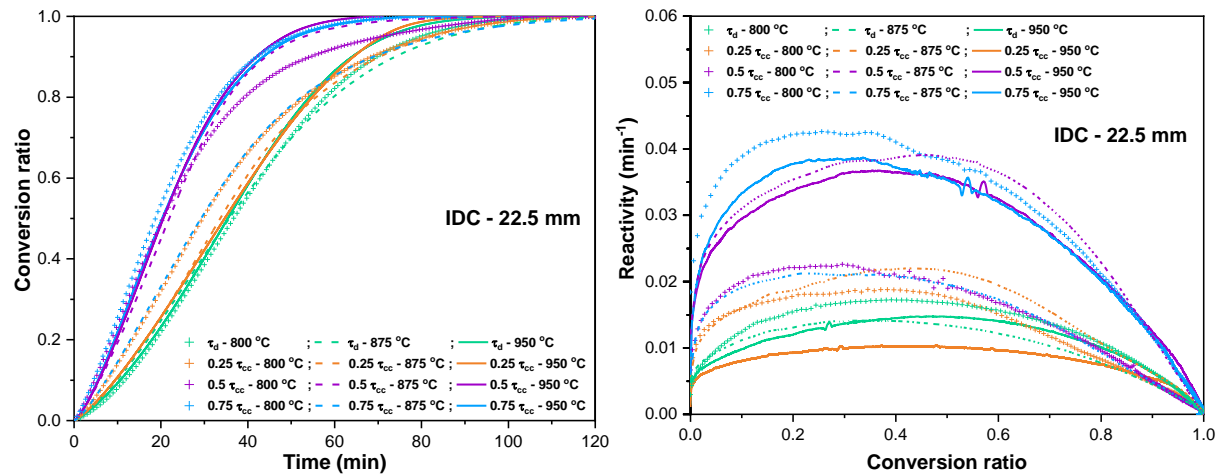 1.0
0.8
0.6
0.4
0.2
0.0
Conversion ratio
IDC - 22.5 mm
τd - 800 °C ; τd - 875 °C ; τd - 950 °C
0.25 τcc - 800 °C ; 0.25 τcc - 875 °C ; 0.25 τcc - 950 °C
0.5 τcc - 800 °C ; 0.5 τcc - 875 °C ; 0.5 τcc - 950 °C
0.75 τcc - 800 °C ; 0.75 τcc - 875 °C; 0.75 τcc - 950 °C
0 20 40 60 80 100 120
Time (min)
0.06
0.05
0.04
0.03
0.02
0.01
0.00
Reactivity (min⁻¹)
τd - 800 °C ; τd - 875 °C ; τd - 950 °C
0.25 τcc - 800 °C ; 0.25 τcc - 875 °C ; 0.25 τcc - 950 °C
0.5 τcc - 800 °C ; 0.5 τcc - 875 °C ; 0.5 τcc - 950 °C
0.75 τcc - 800 °C ; 0.75 τcc - 875 °C ; 0.75 τcc - 950 °C
IDC - 22.5 mm
0.0 0.2 0.4 0.6 0.8 1.0
Conversion ratio